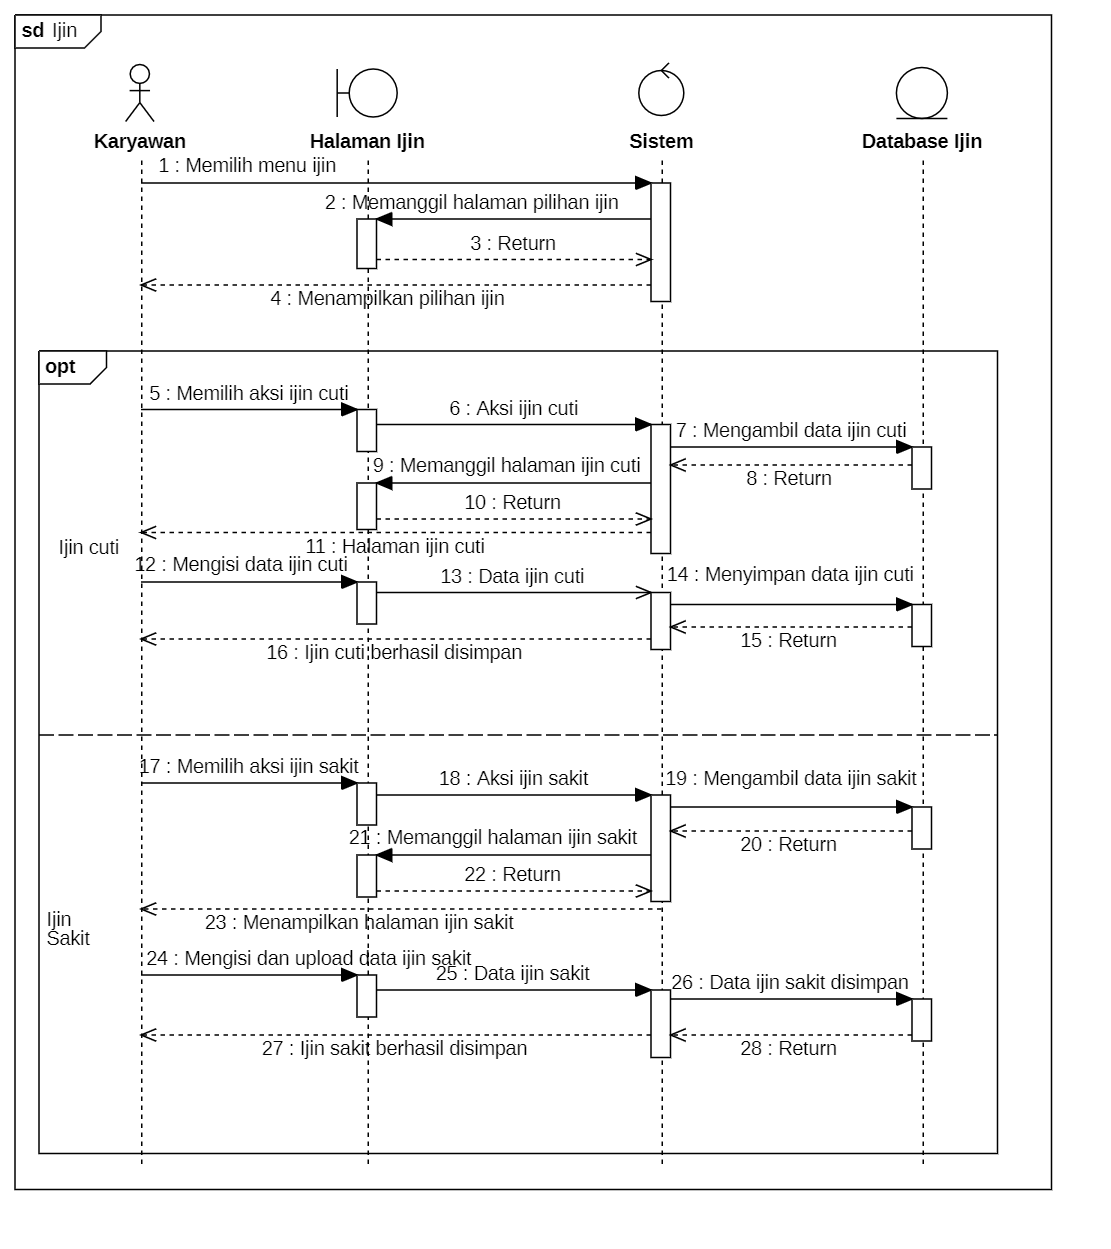 sd Ijin
Karyawan
Halaman Ijin
Sistem
Database Ijin
1 : Memilih menu ijin
2 : Memanggil halaman pilihan ijin
3 : Return
4 : Menampilkan pilihan ijin
opt
5 : Memilih aksi ijin cuti
6 : Aksi ijin cuti
7 : Mengambil data ijin cuti
8 : Return
9 : Memanggil halaman ijin cuti
10 : Return
11 : Halaman ijin cuti
Ijin cuti
12 : Mengisi data ijin cuti
13 : Data ijin cuti
14 : Menyimpan data ijin cuti
15 : Return
16 : Ijin cuti berhasil disimpan
17 : Memilih aksi ijin sakit
18 : Aksi ijin sakit
19 : Mengambil data ijin sakit
20 : Return
21 : Memanggil halaman ijin sakit
22 : Return
23 : Menampilkan halaman ijin sakit
Ijin
Sakit
24 : Mengisi dan upload data ijin sakit
25 : Data ijin sakit
26 : Data ijin sakit disimpan
27 : Ijin sakit berhasil disimpan
28 : Return